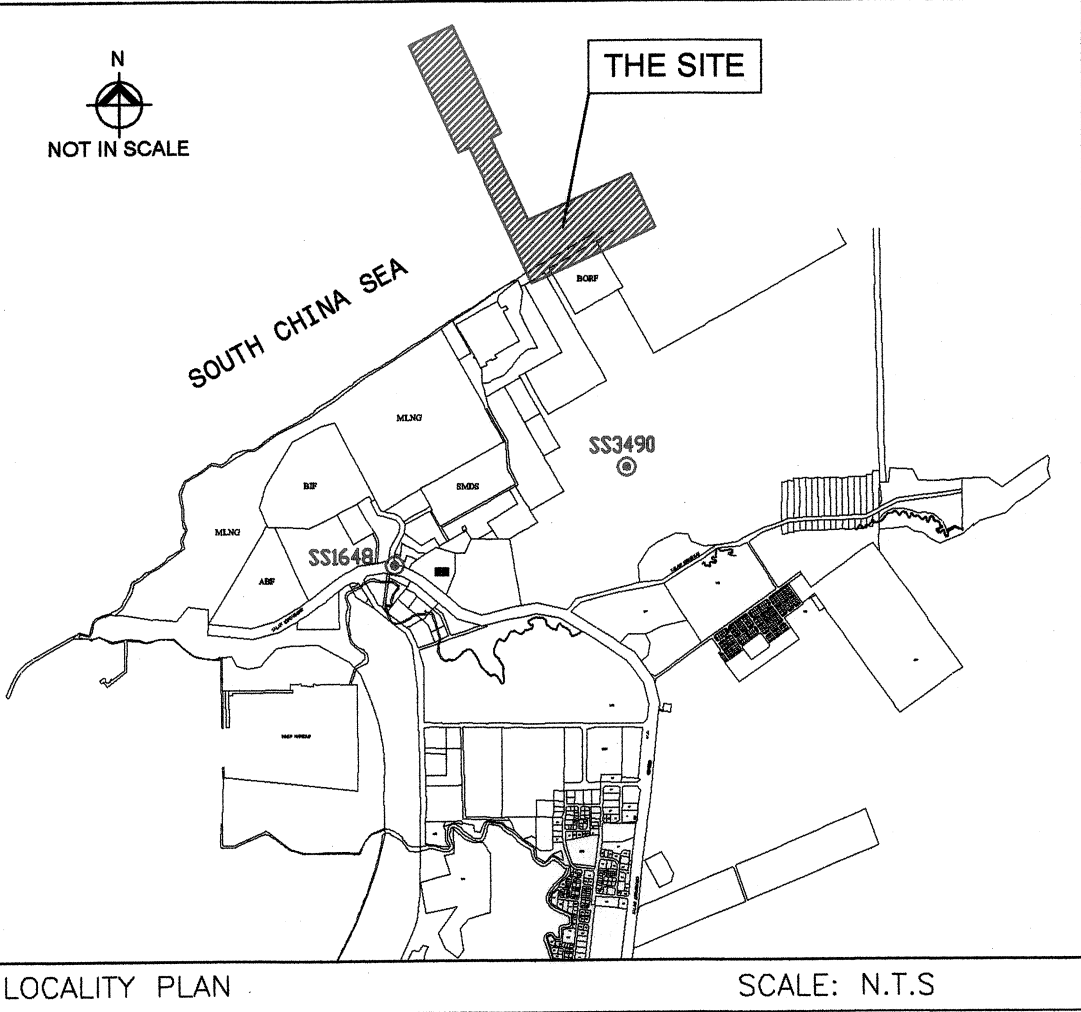 N
NOT IN SCALE
THE SITE
SOUTH CHINA SEA
BORF
MLNG
SS3490
BIF
SMDS
MLNG
SS1648
ABF
LOCALITY PLAN
SCALE: N.T.S